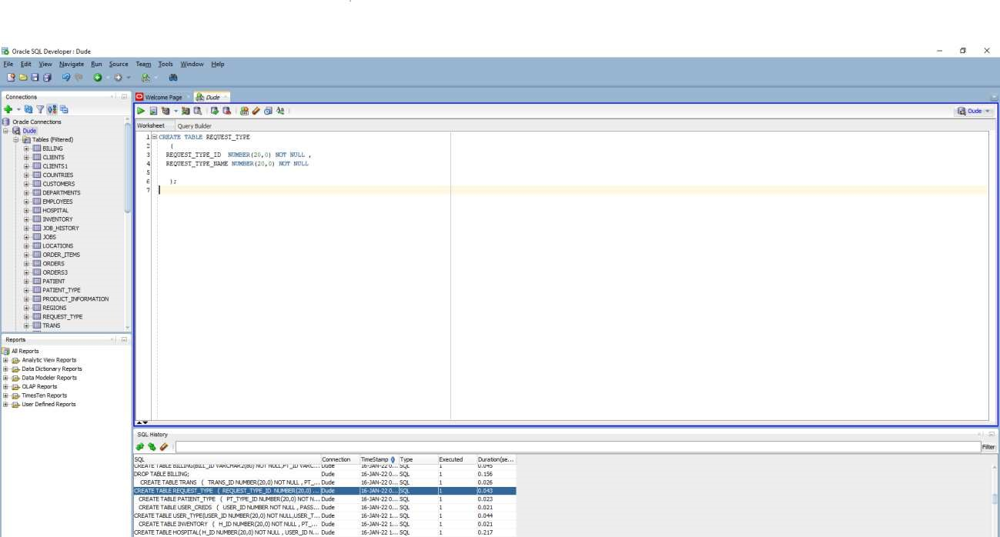 Oracle SQL Developer : Dude
File Edit View Navigate Run Source Team Tools Window Help
Connections
Oracle Connections
Dude
Tables (Filtered)
BILLING
CLIENTS
CLIENTS1
COUNTRIES
CUSTOMERS
DEPARTMENTS
EMPLOYEES
HOSPITAL
INVENTORY
JOB_HISTORY
JOBS
LOCATIONS
ORDER_ITEMS
ORDERS
ORDERS3
PATIENT
PATIENT_TYPE
PRODUCT_INFORMATION
REGIONS
REQUEST_TYPE
TRANS
Reports
All Reports
Analytic View Reports
Data Dictionary Reports
Data Modeler Reports
OLAP Reports
TimesTen Reports
User Defined Reports
Welcome Page Dude
Dude
Worksheet Query Builder
1 CREATE TABLE REQUEST_TYPE
2 (
3 REQUEST_TYPE_ID NUMBER(20,0) NOT NULL ,
4 REQUEST_TYPE_NAME NUMBER(20,0) NOT NULL
5
6 );
7
SQL History
Filter
SQL Connection TimeStamp Type Executed Duration(se...
CREATE TABLE BILLING(BILL_ID VARCHAR2(80) NOT NULL,PT_ID VARC... Dude 16-JAN-22 0... SQL 1 0.045
DROP TABLE BILLING; Dude 16-JAN-22 0... SQL 1 0.156
CREATE TABLE TRANS ( TRANS_ID NUMBER(20,0) NOT NULL , PT_... Dude 16-JAN-22 0... SQL 1 0.026
CREATE TABLE REQUEST_TYPE ( REQUEST_TYPE_ID NUMBER(20,0) ... Dude 16-JAN-22 0... SQL 1 0.043
CREATE TABLE PATIENT_TYPE ( PT_TYPE_ID NUMBER(20,0) NOT N... Dude 16-JAN-22 0... SQL 1 0.023
CREATE TABLE USER_CREDS ( USER_ID NUMBER NOT NULL , PASS... Dude 16-JAN-22 0... SQL 1 0.021
CREATE TABLE USER_TYPE(USER_ID NUMBER(20,0) NOT NULL,USER_T... Dude 16-JAN-22 1... SQL 1 0.044
CREATE TABLE INVENTORY ( H_ID NUMBER(20,0) NOT NULL , PT_... Dude 16-JAN-22 1... SQL 1 0.021
CREATE TABLE HOSPITAL( H_ID NUMBER(20,0) NOT NULL , USER_ID N... Dude 16-JAN-22 1... SQL 1 0.217